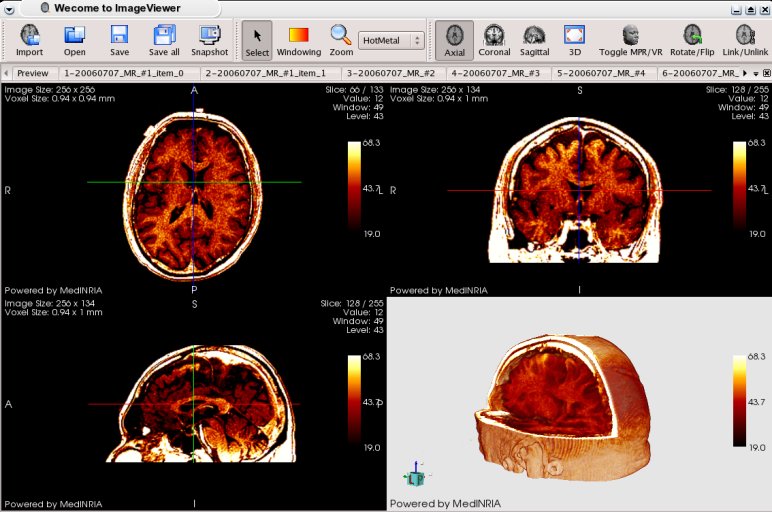 Wecome to ImageViewer
Import Open Save Save all Snapshot Select Windowing Zoom HotMetal Axial Coronal Sagittal 3D Toggle MPR/VR Rotate/Flip Link/Unlink
Preview 1-20060707_MR_#1_item_0 2-20060707_MR_#1_item_1 3-20060707_MR_#2 4-20060707_MR_#3 5-20060707_MR_#4 6-20060707_MR_
Image Size: 256 x 256
Voxel Size: 0.94 x 0.94 mm
A
Slice: 66 / 133
Value: 12
Window: 49
Level: 43
68.3
R
43.7
L
19.0
Powered by MedINRIA
P
Image Size: 256 x 134
Voxel Size: 0.94 x 1 mm
S
Slice: 128 / 255
Value: 12
Window: 49
Level: 43
68.3
R
43.7
L
19.0
Powered by MedINRIA
I
Image Size: 256 x 134
Voxel Size: 0.94 x 1 mm
S
Slice: 128 / 255
Value: 12
Window: 49
Level: 43
68.3
A
43.7
P
19.0
Powered by MedINRIA
I
68.3
43.7
19.0
Powered by MedINRIA